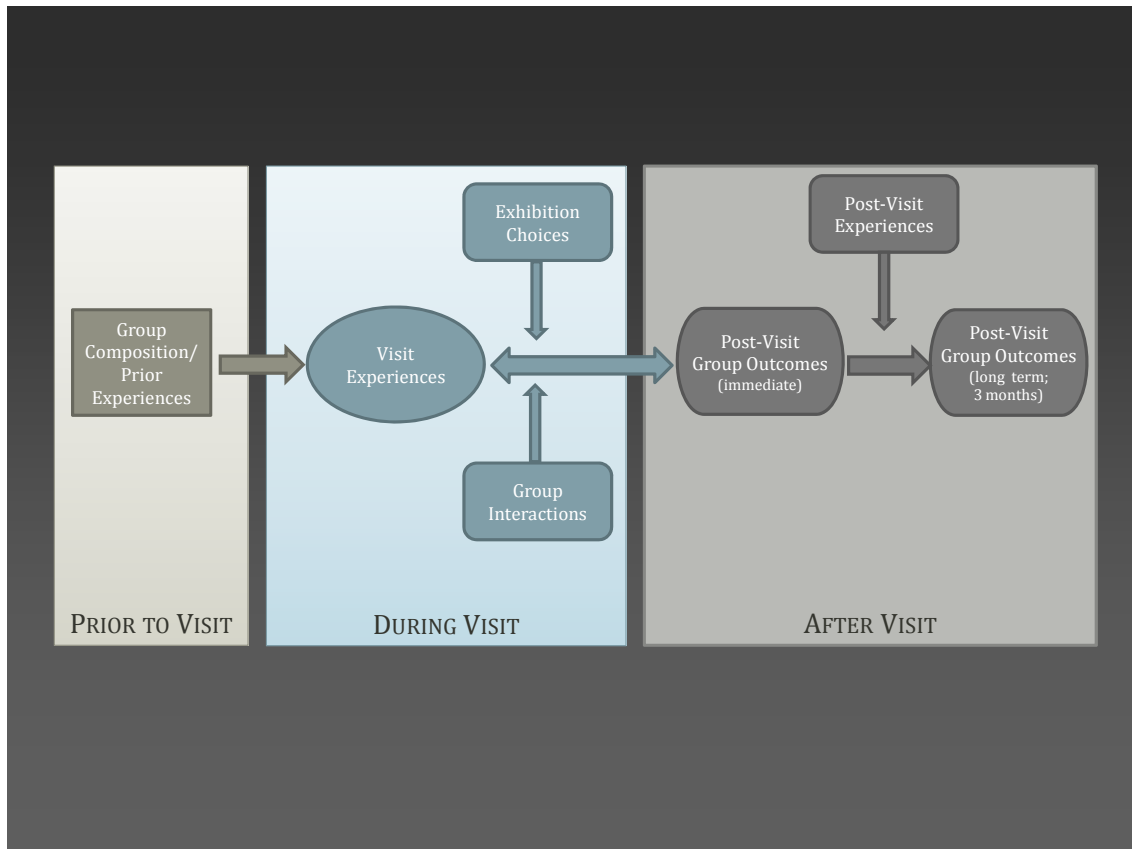 Group
Composition/
Prior
Experiences
PRIOR TO VISIT
Exhibition
Choices
Visit
Experiences
Group
Interactions
DURING VISIT
Post-Visit
Experiences
Post-Visit
Group Outcomes
(immediate)
Post-Visit
Group Outcomes
(long term;
3 months)
AFTER VISIT